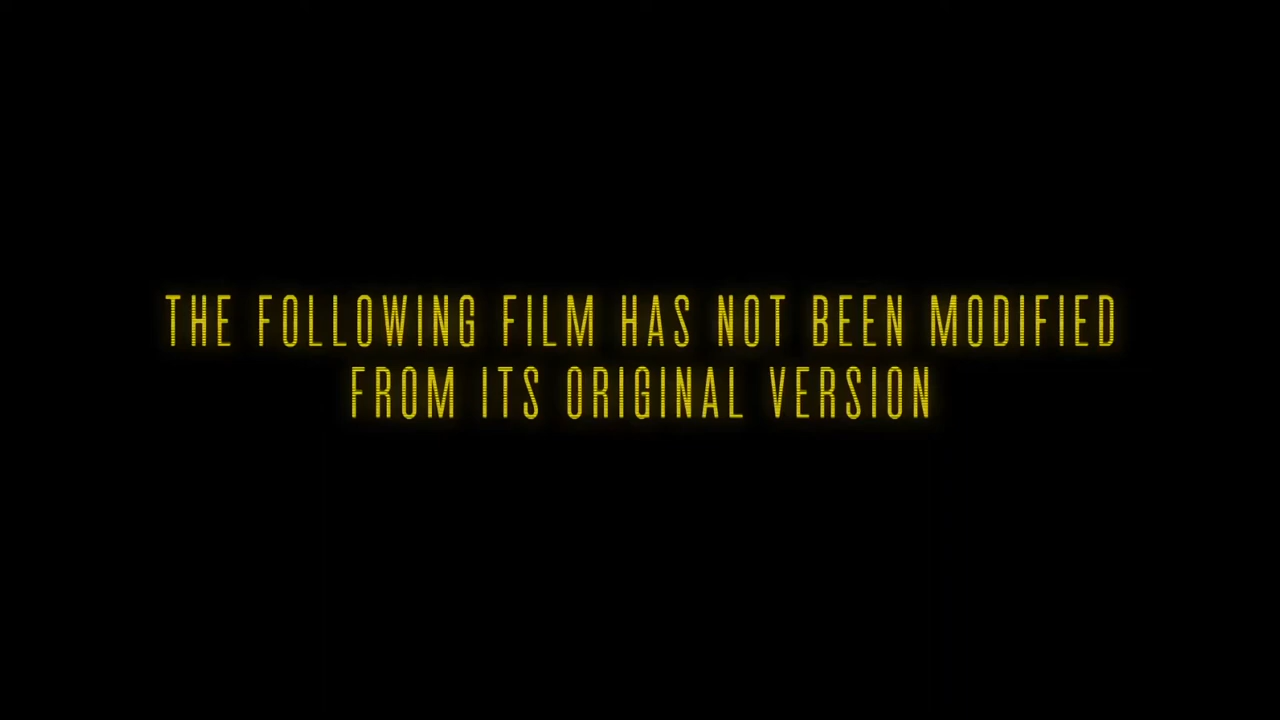 THE FOLLOWING FILM HAS NOT BEEN MODIFIED
FROM ITS ORIGINAL VERSION